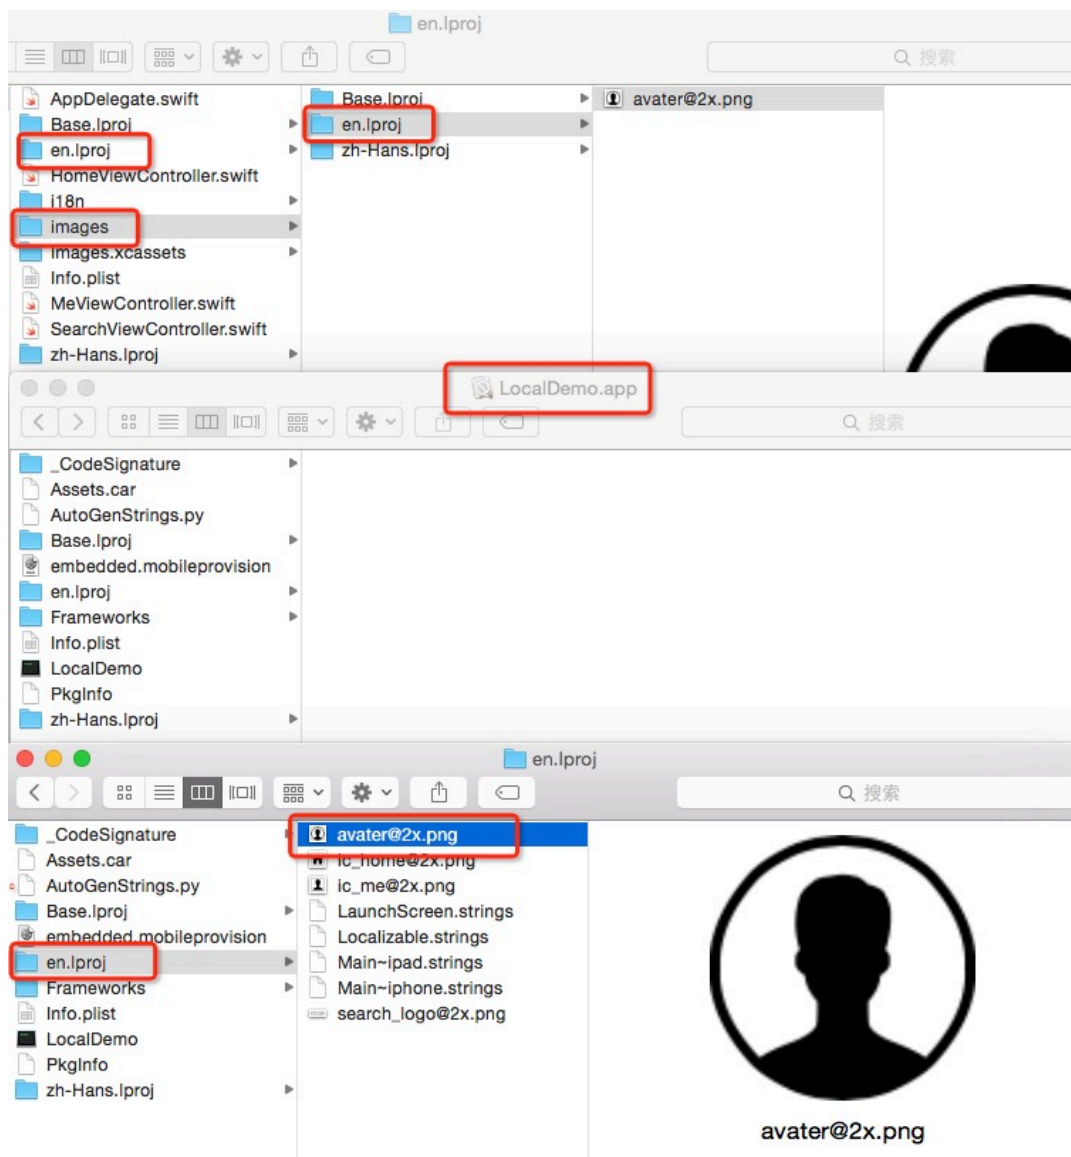 en.lproj
搜索
AppDelegate.swift
Base.lproj
en.lproj
HomeViewController.swift
i18n
images
Images.xcassets
Info.plist
MeViewController.swift
SearchViewController.swift
zh-Hans.lproj
Base.lproj
en.lproj
zh-Hans.lproj
avater@2x.png
LocalDemo.app
搜索
_CodeSignature
Assets.car
AutoGenStrings.py
Base.lproj
embedded.mobileprovision
en.lproj
Frameworks
Info.plist
LocalDemo
PkgInfo
zh-Hans.lproj
en.lproj
搜索
_CodeSignature
Assets.car
AutoGenStrings.py
Base.lproj
embedded.mobileprovision
en.lproj
Frameworks
Info.plist
LocalDemo
PkgInfo
zh-Hans.lproj
avater@2x.png
ic_home@2x.png
ic_me@2x.png
LaunchScreen.strings
Localizable.strings
Main~ipad.strings
Main~iphone.strings
search_logo@2x.png
avater@2x.png